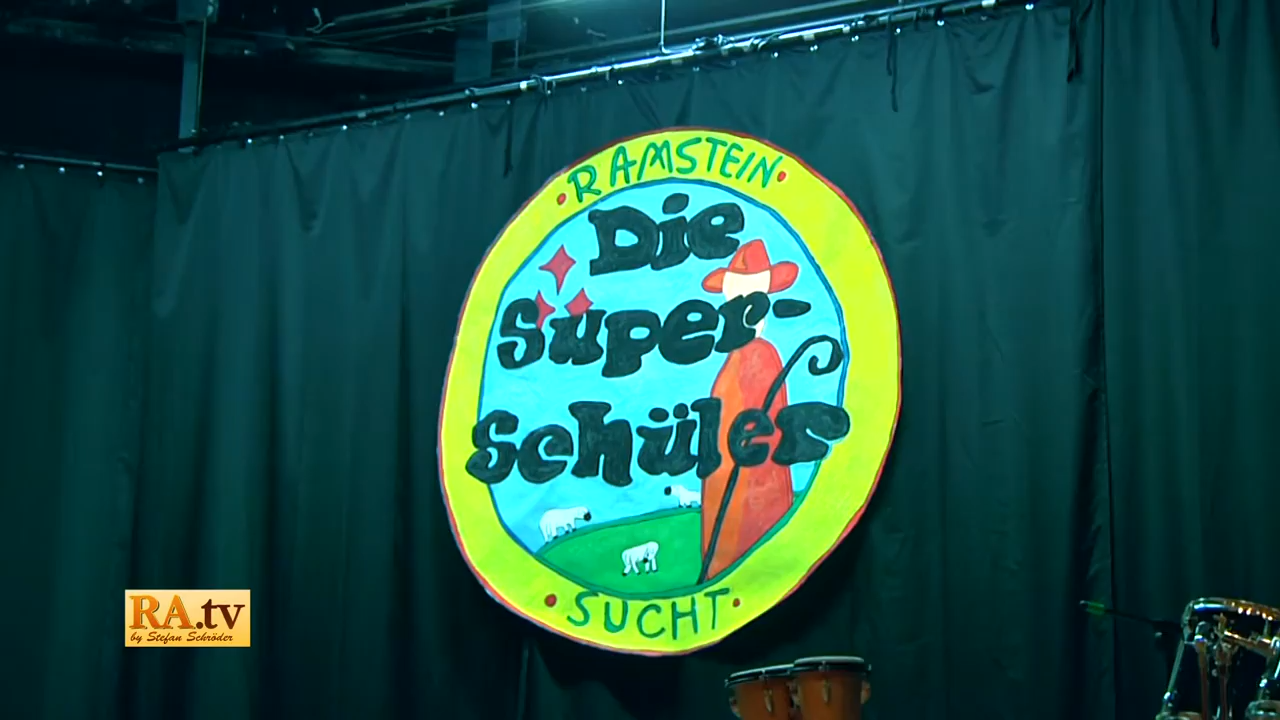 • RAMSTEIN •
Die
Super-
schüler
• SUCHT •
RA.tv
by Stefan Schröder